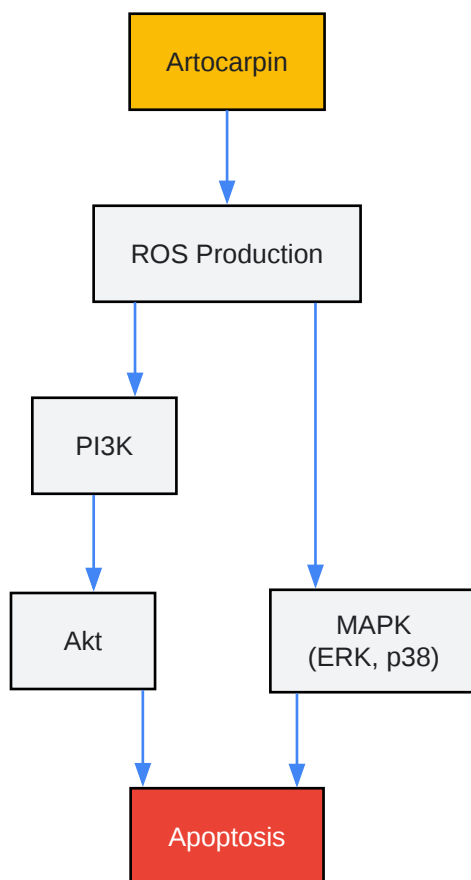 Artocarpin
ROS Production
PI3K
Akt
MAPK
(ERK, p38)
Apoptosis